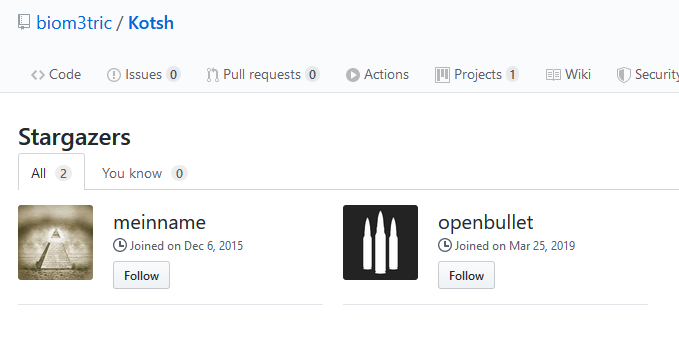 biom3tric / Kotsh
Code Issues 0 Pull requests 0 Actions Projects 1 Wiki Security
Stargazers
All 2 You know 0
meinname openbullet
Joined on Dec 6, 2015 Joined on Mar 25, 2019
Follow Follow